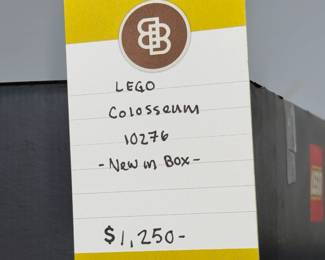 B
LEGO
Colosseum
10276
-New in Box-
$1,250-